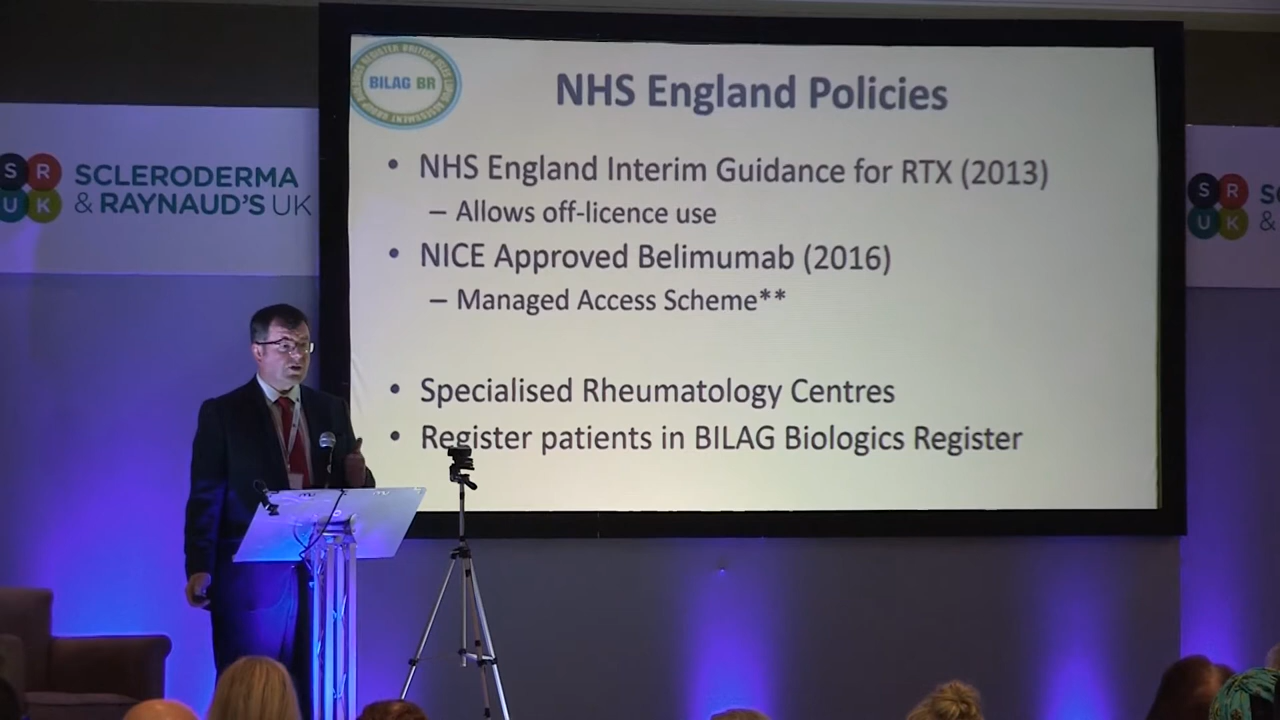 BILAG BR
NHS England Policies
• NHS England Interim Guidance for RTX (2013)
– Allows off-licence use
• NICE Approved Belimumab (2016)
– Managed Access Scheme**
• Specialised Rheumatology Centres
• Register patients in BILAG Biologics Register
S R
U K
SCLERODERMA
& RAYNAUD'S UK
S R
U K
SC
&